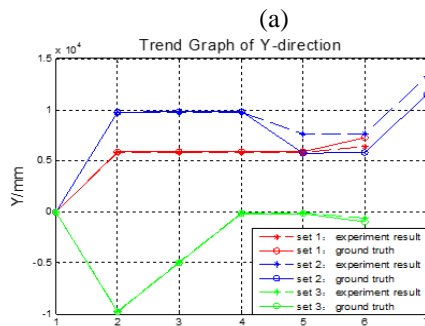 (a)
x 10⁴
Trend Graph of Y-direction
1.5
1
0.5
0
-0.5
-1
Y/mm
1 2 3 4 5 6
set 1: experiment result
set 1: ground truth
set 2: experiment result
set 2: ground truth
set 3: experiment result
set 3: ground truth